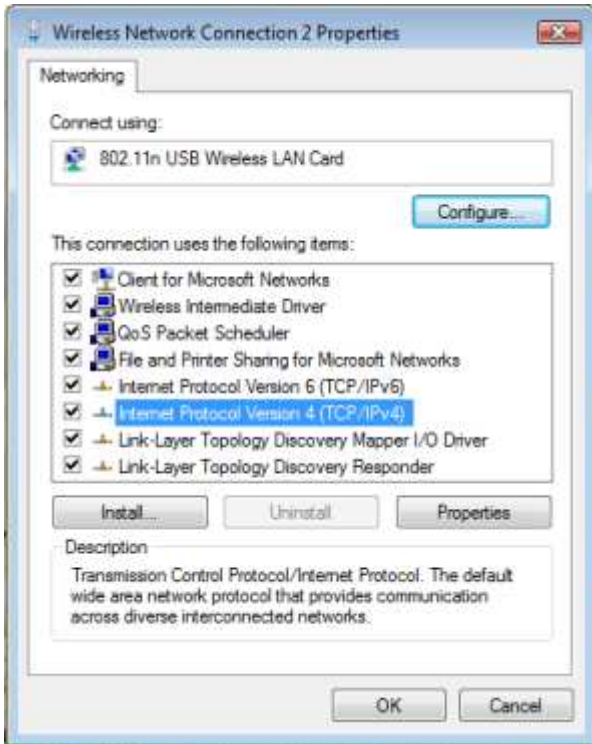 Wireless Network Connection 2 Properties
Networking
Connect using:
802.11n USB Wireless LAN Card
Configure...
This connection uses the following items:
Client for Microsoft Networks
Wireless Intermediate Driver
QoS Packet Scheduler
File and Printer Sharing for Microsoft Networks
Internet Protocol Version 6 (TCP/IPv6)
Internet Protocol Version 4 (TCP/IPv4)
Link-Layer Topology Discovery Mapper I/O Driver
Link-Layer Topology Discovery Responder
Install... Uninstall Properties
Description
Transmission Control Protocol/Internet Protocol. The default
wide area network protocol that provides communication
across diverse interconnected networks.
OK Cancel